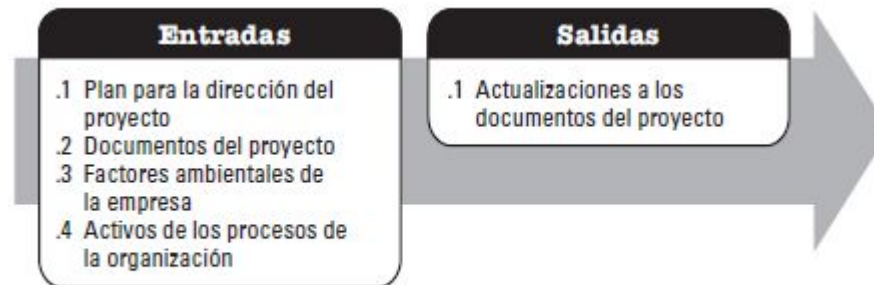 Entradas
.1 Plan para la dirección del
proyecto
.2 Documentos del proyecto
.3 Factores ambientales de
la empresa
.4 Activos de los procesos de
la organización
Salidas
.1 Actualizaciones a los
documentos del proyecto